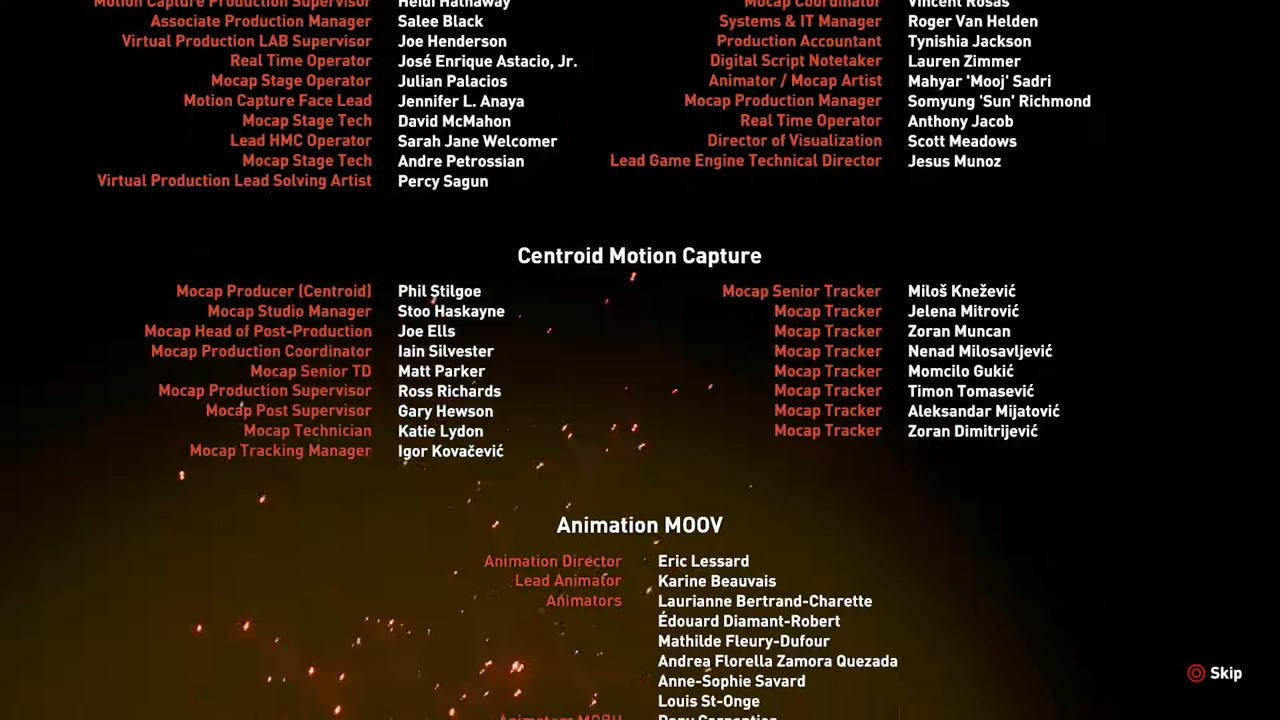 Motion Capture Production Supervisor Heidi Hathaway
Associate Production Manager Salee Black
Virtual Production LAB Supervisor Joe Henderson
Real Time Operator José Enrique Astacio, Jr.
Mocap Stage Operator Julian Palacios
Motion Capture Face Lead Jennifer L. Anaya
Mocap Stage Tech David McMahon
Lead HMC Operator Sarah Jane Welcomer
Mocap Stage Tech Andre Petrossian
Virtual Production Lead Solving Artist Percy Sagun
Mocap Coordinator Vincent Rosas
Systems & IT Manager Roger Van Helden
Production Accountant Tynishia Jackson
Digital Script Notetaker Lauren Zimmer
Animator / Mocap Artist Mahyar 'Mooj' Sadri
Mocap Production Manager Somyung 'Sun' Richmond
Real Time Operator Anthony Jacob
Director of Visualization Scott Meadows
Lead Game Engine Technical Director Jesus Munoz
Centroid Motion Capture
Mocap Producer (Centroid) Phil Stilgoe
Mocap Studio Manager Stoo Haskayne
Mocap Head of Post-Production Joe Ells
Mocap Production Coordinator Iain Silvester
Mocap Senior TD Matt Parker
Mocap Production Supervisor Ross Richards
Mocap Post Supervisor Gary Hewson
Mocap Technician Katie Lydon
Mocap Tracking Manager Igor Kovačević
Mocap Senior Tracker Miloš Knežević
Mocap Tracker Jelena Mitrović
Mocap Tracker Zoran Muncan
Mocap Tracker Nenad Milosavljević
Mocap Tracker Momcilo Gukić
Mocap Tracker Timon Tomasević
Mocap Tracker Aleksandar Mijatović
Mocap Tracker Zoran Dimitrijević
Animation MOOV
Animation Director Eric Lessard
Lead Animator Karine Beauvais
Animators Laurianne Bertrand-Charette
Édouard Diamant-Robert
Mathilde Fleury-Dufour
Andrea Florella Zamora Quezada
Anne-Sophie Savard
Louis St-Onge
Carpentier
Skip